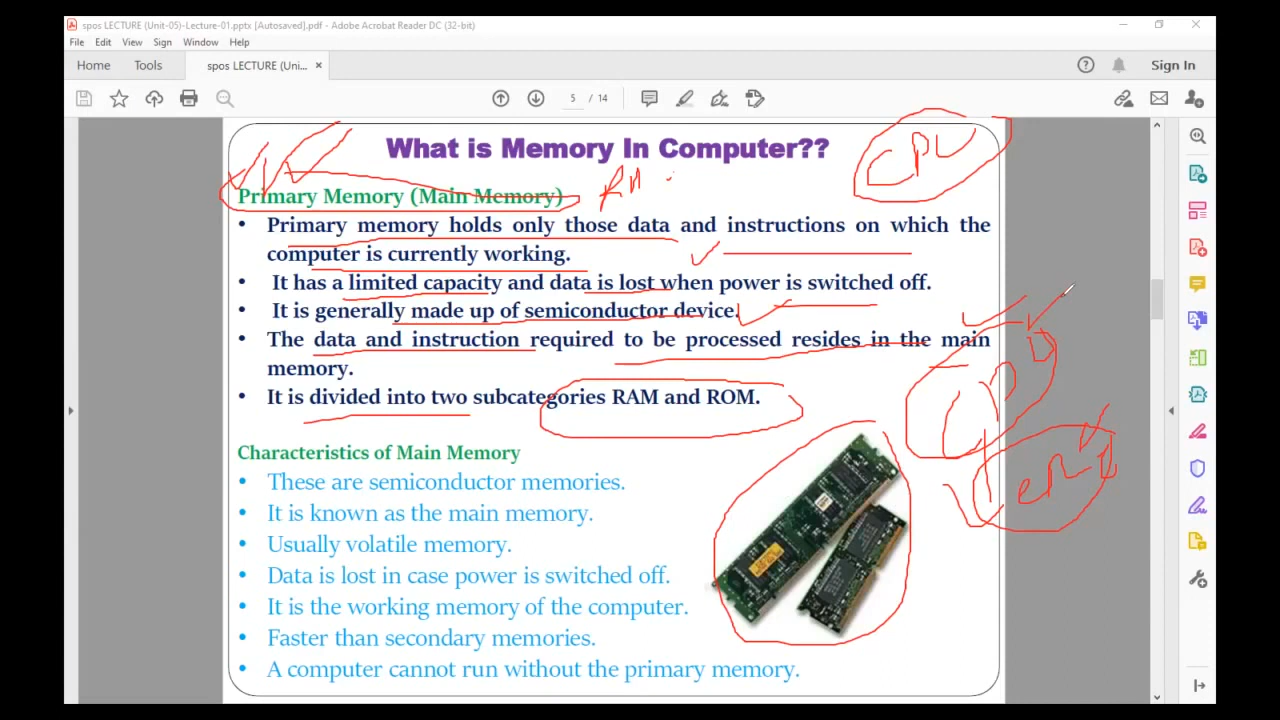 spos LECTURE (Unit-05)-Lecture-01.pptx [Autosaved].pdf - Adobe Acrobat Reader DC (32-bit)
File Edit View Sign Window Help
Home Tools spos LECTURE (Uni... × Sign In
5 / 14
What is Memory In Computer??
CPU
Primary Memory (Main Memory)
• Primary memory holds only those data and instructions on which the
computer is currently working.
• It has a limited capacity and data is lost when power is switched off.
• It is generally made up of semiconductor device.
• The data and instruction required to be processed resides in the main
memory.
• It is divided into two subcategories RAM and ROM.
Characteristics of Main Memory
• These are semiconductor memories.
• It is known as the main memory.
• Usually volatile memory.
• Data is lost in case power is switched off.
• It is the working memory of the computer.
• Faster than secondary memories.
• A computer cannot run without the primary memory.